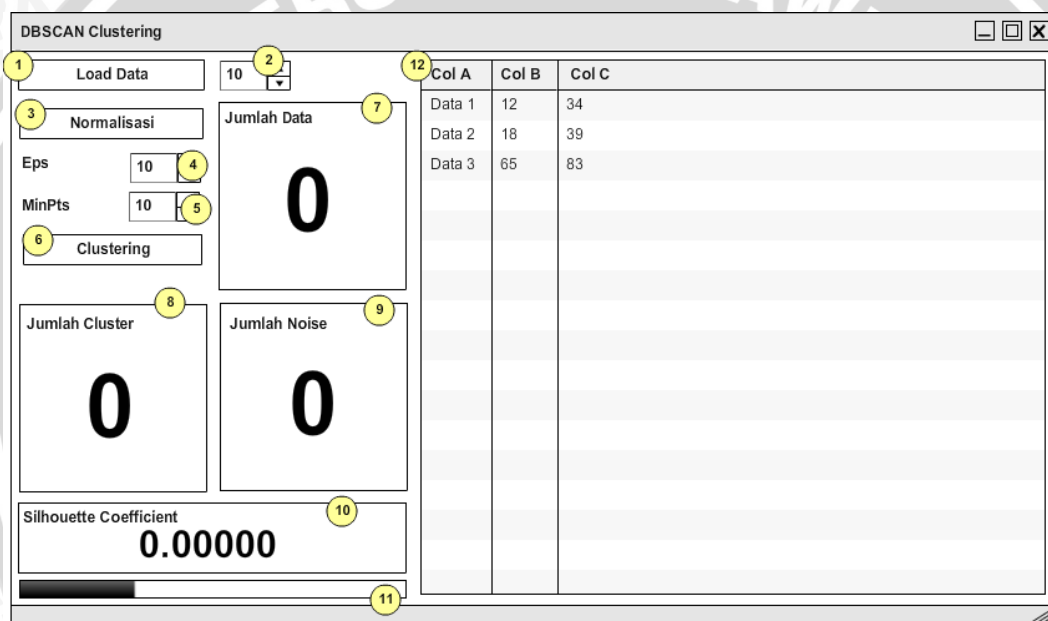 DBSCAN Clustering
1
Load Data
10
2
3
Normalisasi
Eps
10
4
MinPts
10
5
6
Clustering
7
Jumlah Data
0
8
Jumlah Cluster
0
9
Jumlah Noise
0
10
Silhouette Coefficient
0.00000
11
12
Col A Col B Col C
Data 1 12 34
Data 2 18 39
Data 3 65 83